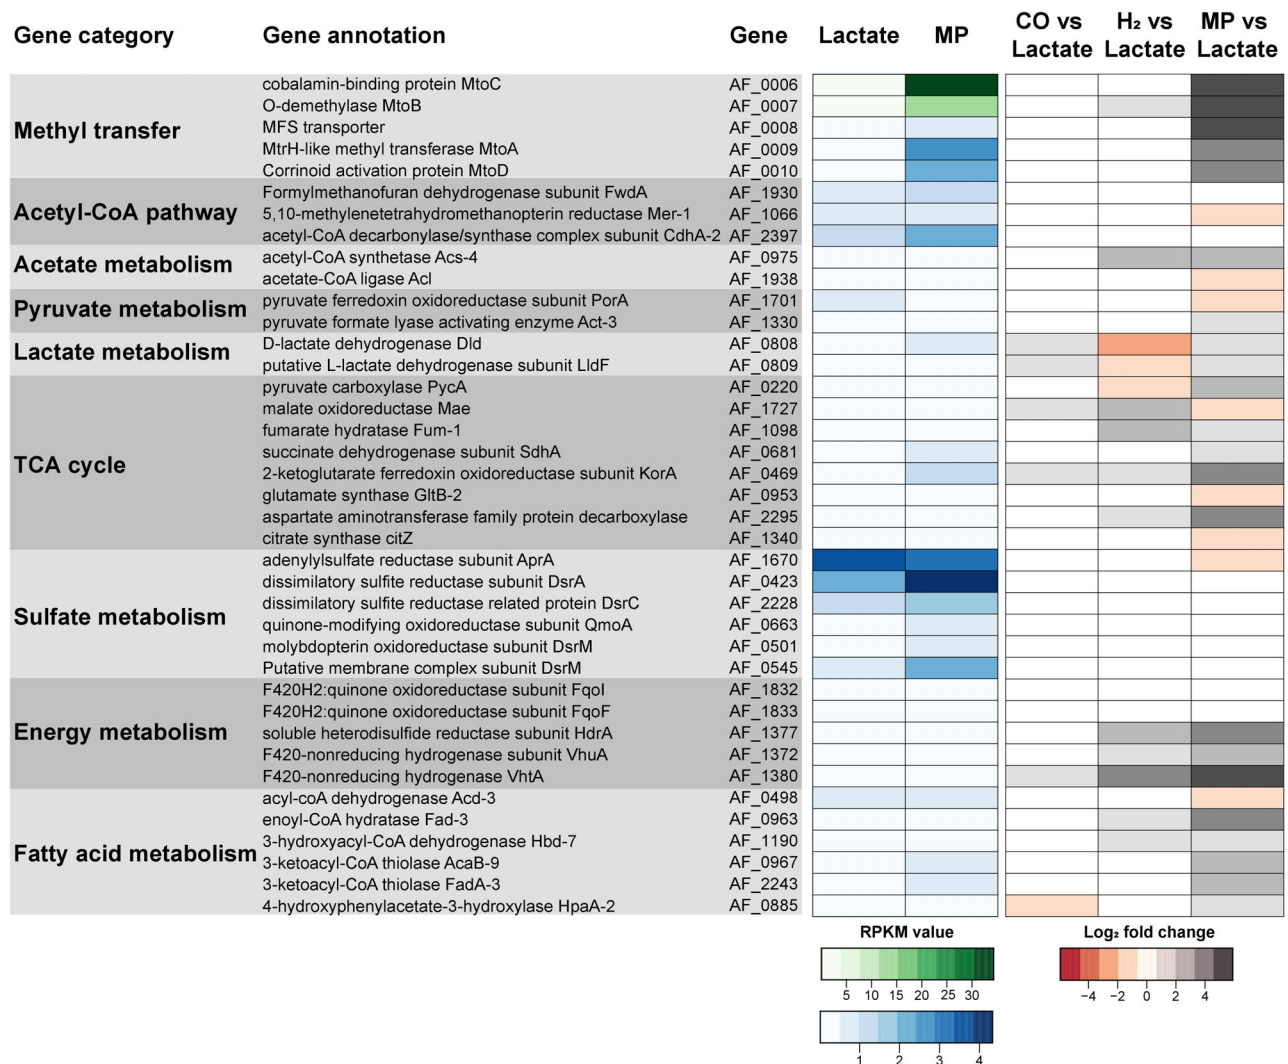 Gene category Gene annotation Gene Lactate MP CO vs Lactate H₂ vs Lactate MP vs Lactate
Methyl transfer
cobalamin-binding protein MtoC AF_0006
O-demethylase MtoB AF_0007
MFS transporter AF_0008
MtrH-like methyl transferase MtoA AF_0009
Corrinoid activation protein MtoD AF_0010
Acetyl-CoA pathway
Formylmethanofuran dehydrogenase subunit FwdA AF_1930
5,10-methylenetetrahydromethanopterin reductase Mer-1 AF_1066
acetyl-CoA decarbonylase/synthase complex subunit CdhA-2 AF_2397
Acetate metabolism
acetyl-CoA synthetase Acs-4 AF_0975
acetate-CoA ligase Acl AF_1938
Pyruvate metabolism
pyruvate ferredoxin oxidoreductase subunit PorA AF_1701
pyruvate formate lyase activating enzyme Act-3 AF_1330
Lactate metabolism
D-lactate dehydrogenase Dld AF_0808
putative L-lactate dehydrogenase subunit LldF AF_0809
TCA cycle
pyruvate carboxylase PycA AF_0220
malate oxidoreductase Mae AF_1727
fumarate hydratase Fum-1 AF_1098
succinate dehydrogenase subunit SdhA AF_0681
2-ketoglutarate ferredoxin oxidoreductase subunit KorA AF_0469
glutamate synthase GltB-2 AF_0953
aspartate aminotransferase family protein decarboxylase AF_2295
citrate synthase citZ AF_1340
Sulfate metabolism
adenylylsulfate reductase subunit AprA AF_1670
dissimilatory sulfite reductase subunit DsrA AF_0423
dissimilatory sulfite reductase related protein DsrC AF_2228
quinone-modifying oxidoreductase subunit QmoA AF_0663
molybdopterin oxidoreductase subunit DsrM AF_0501
Putative membrane complex subunit DsrM AF_0545
Energy metabolism
F420H2:quinone oxidoreductase subunit FqoI AF_1832
F420H2:quinone oxidoreductase subunit FqoF AF_1833
soluble heterodisulfide reductase subunit HdrA AF_1377
F420-nonreducing hydrogenase subunit VhuA AF_1372
F420-nonreducing hydrogenase VhtA AF_1380
Fatty acid metabolism
acyl-coA dehydrogenase Acd-3 AF_0498
enoyl-CoA hydratase Fad-3 AF_0963
3-hydroxyacyl-CoA dehydrogenase Hbd-7 AF_1190
3-ketoacyl-CoA thiolase AcaB-9 AF_0967
3-ketoacyl-CoA thiolase FadA-3 AF_2243
4-hydroxyphenylacetate-3-hydroxylase HpaA-2 AF_0885
RPKM value
5 10 15 20 25 30
1 2 3 4
Log₂ fold change
−4 −2 0 2 4